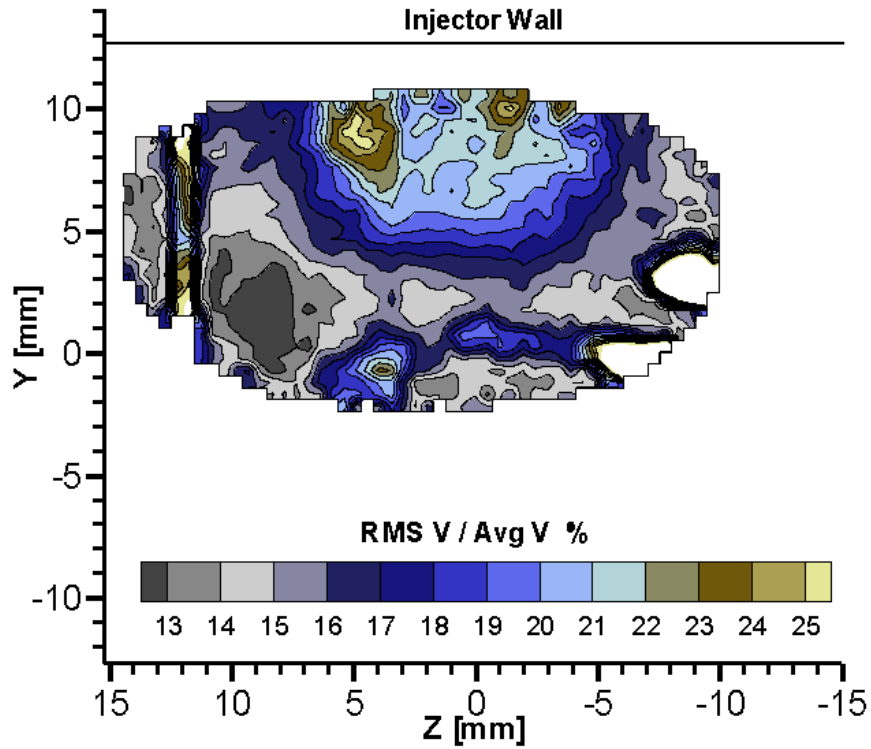 Injector Wall
10
5
0
-5
-10
Y [mm]
RMS V / Avg V %
13 14 15 16 17 18 19 20 21 22 23 24 25
15 10 5 0 -5 -10 -15
Z [mm]